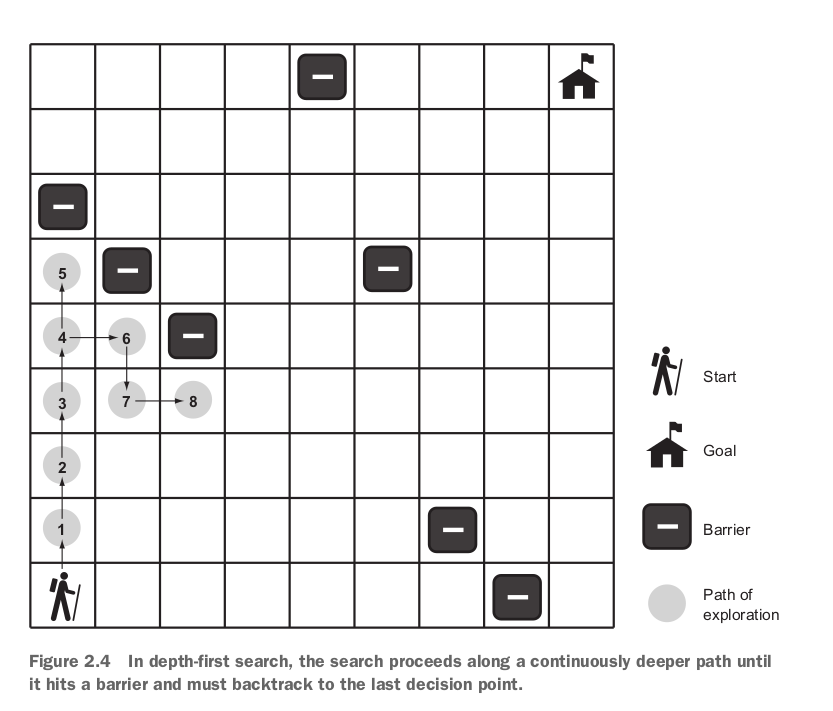 5
4
6
3
7
8
2
1
Start
Goal
Barrier
Path of
exploration
Figure 2.4 In depth-first search, the search proceeds along a continuously deeper path until
it hits a barrier and must backtrack to the last decision point.